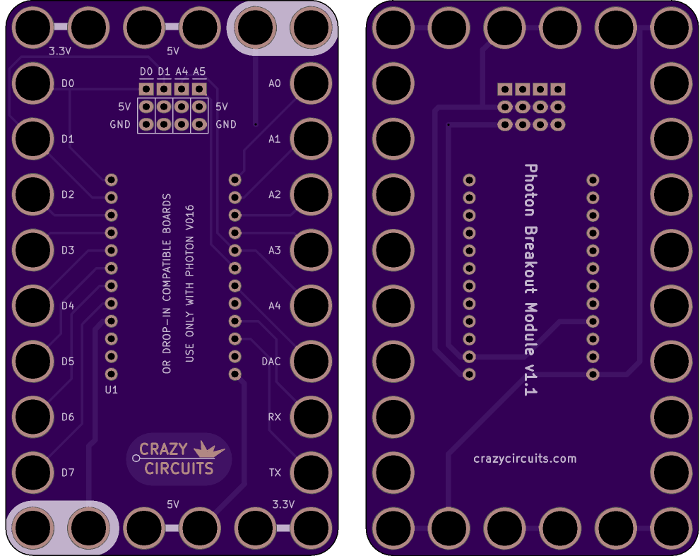 3.3V
5V
D0 D1 A4 A5
5V 5V
GND GND
D0
D1
D2
D3
D4
D5
D6
D7
A0
A1
A2
A3
A4
DAC
RX
TX
OR DROP-IN COMPATIBLE BOARDS
USE ONLY WITH PHOTON V016
U1
CRAZY
CIRCUITS
5V
3.3V
Photon Breakout Module v1.1
crazycircuits.com